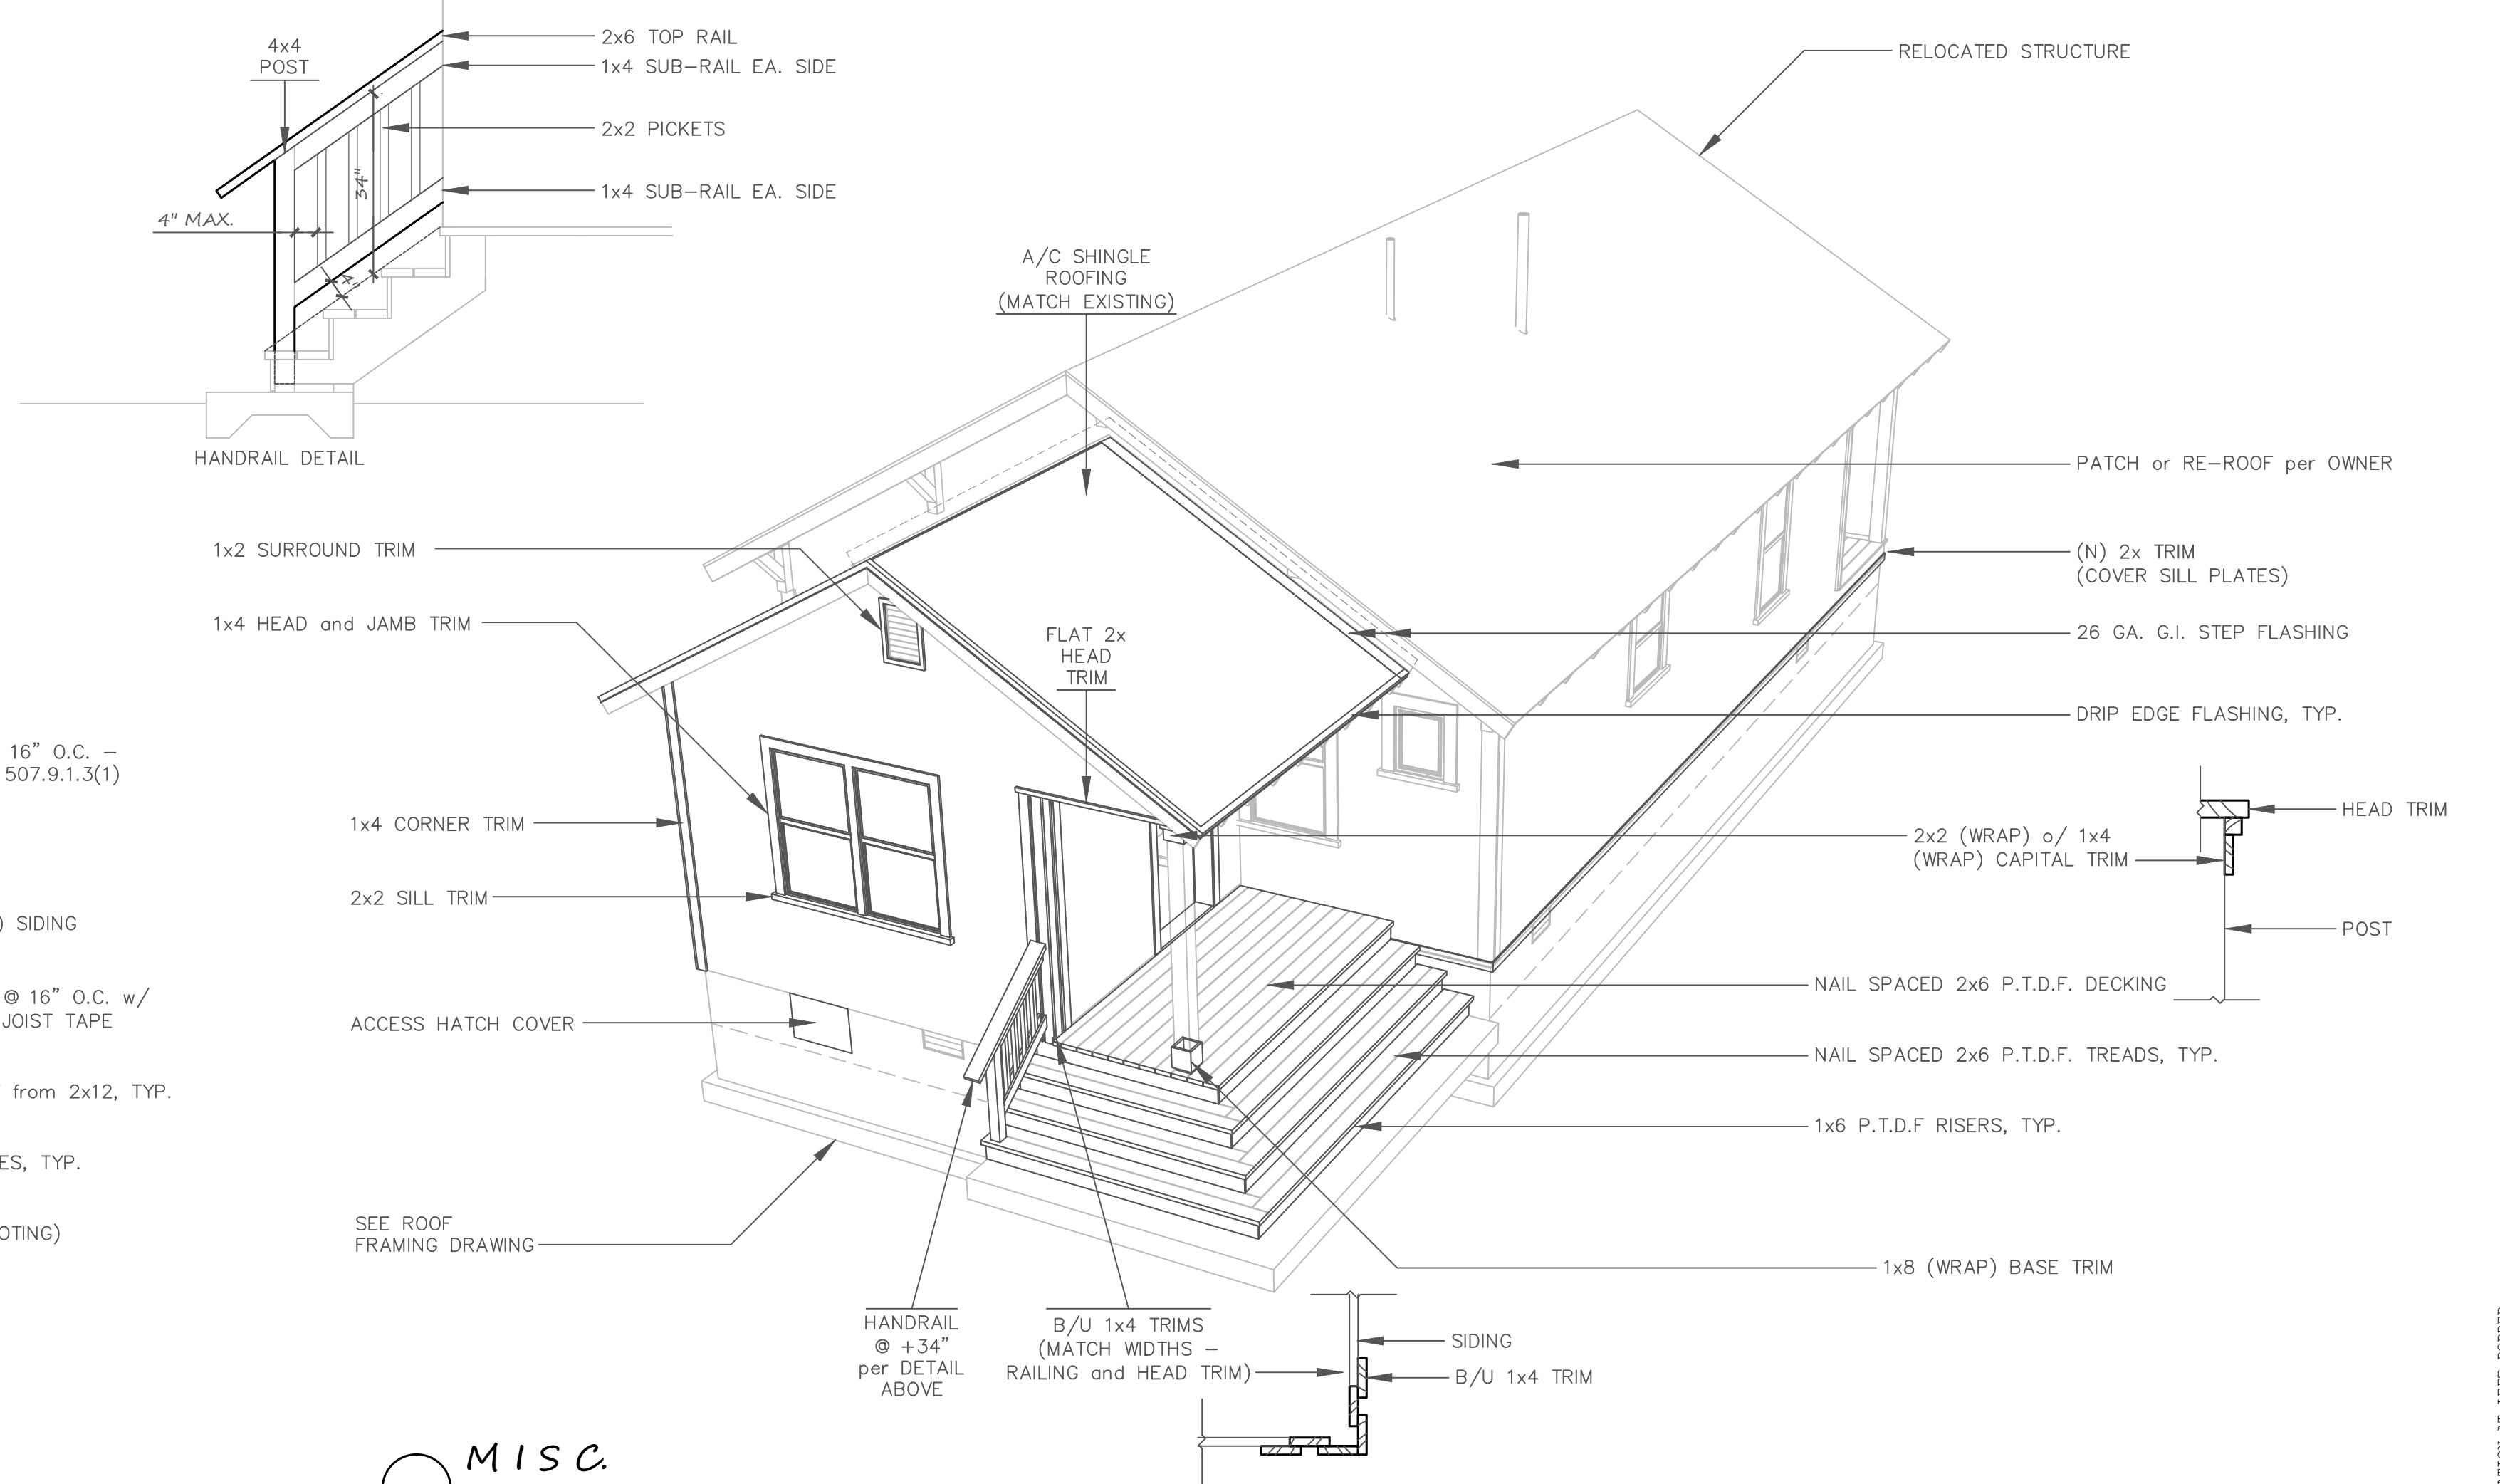 4x4
POST
2x6 TOP RAIL
1x4 SUB-RAIL EA. SIDE
2x2 PICKETS
34"
1x4 SUB-RAIL EA. SIDE
4" MAX.
4"
HANDRAIL DETAIL
RELOCATED STRUCTURE
A/C SHINGLE
ROOFING
(MATCH EXISTING)
PATCH or RE-ROOF per OWNER
1x2 SURROUND TRIM
(N) 2x TRIM
(COVER SILL PLATES)
1x4 HEAD and JAMB TRIM
FLAT 2x
HEAD
TRIM
26 GA. G.I. STEP FLASHING
DRIP EDGE FLASHING, TYP.
16” O.C. –
507.9.1.3(1)
1x4 CORNER TRIM
HEAD TRIM
2x2 (WRAP) o/ 1x4
(WRAP) CAPITAL TRIM
2x2 SILL TRIM
) SIDING
POST
NAIL SPACED 2x6 P.T.D.F. DECKING
@ 16” O.C. w/
JOIST TAPE
ACCESS HATCH COVER
NAIL SPACED 2x6 P.T.D.F. TREADS, TYP.
from 2x12, TYP.
1x6 P.T.D.F RISERS, TYP.
ES, TYP.
SEE ROOF
FRAMING DRAWING
OTING)
1x8 (WRAP) BASE TRIM
HANDRAIL
@ +34”
per DETAIL
ABOVE
B/U 1x4 TRIMS
(MATCH WIDTHS –
RAILING and HEAD TRIM)
SIDING
B/U 1x4 TRIM
MISC.